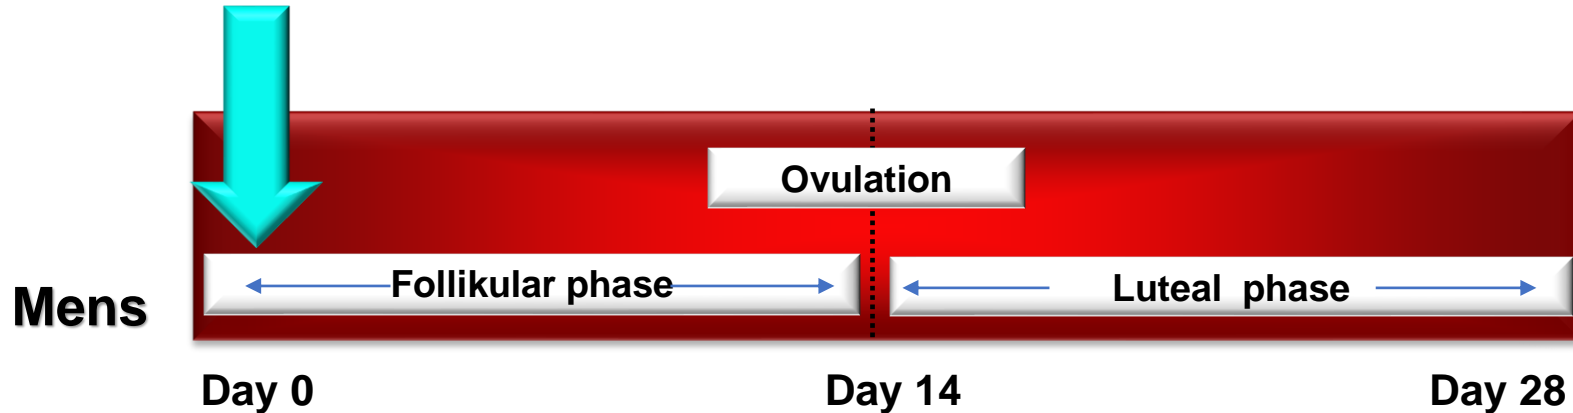 Ovulation
Follikular phase
Luteal phase
Mens
Day 0
Day 14
Day 28